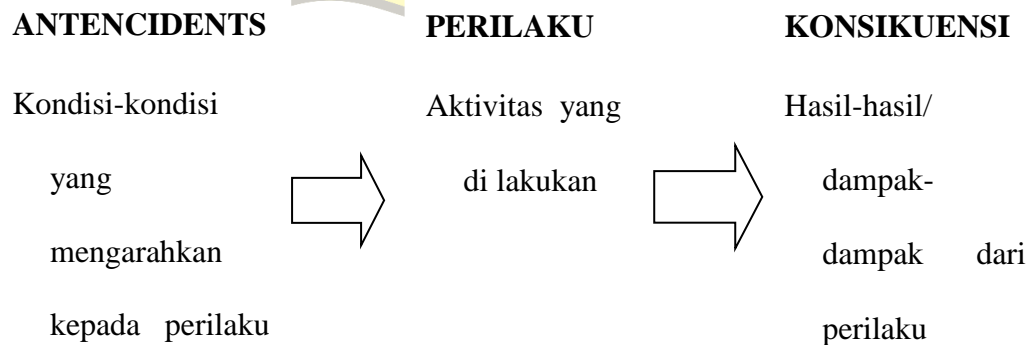 ANTENCIDENTS
Kondisi-kondisi
yang
mengarahkan
kepada perilaku
PERILAKU
Aktivitas yang
di lakukan
KONSIKUENSI
Hasil-hasil/
dampak-
dampak dari
perilaku